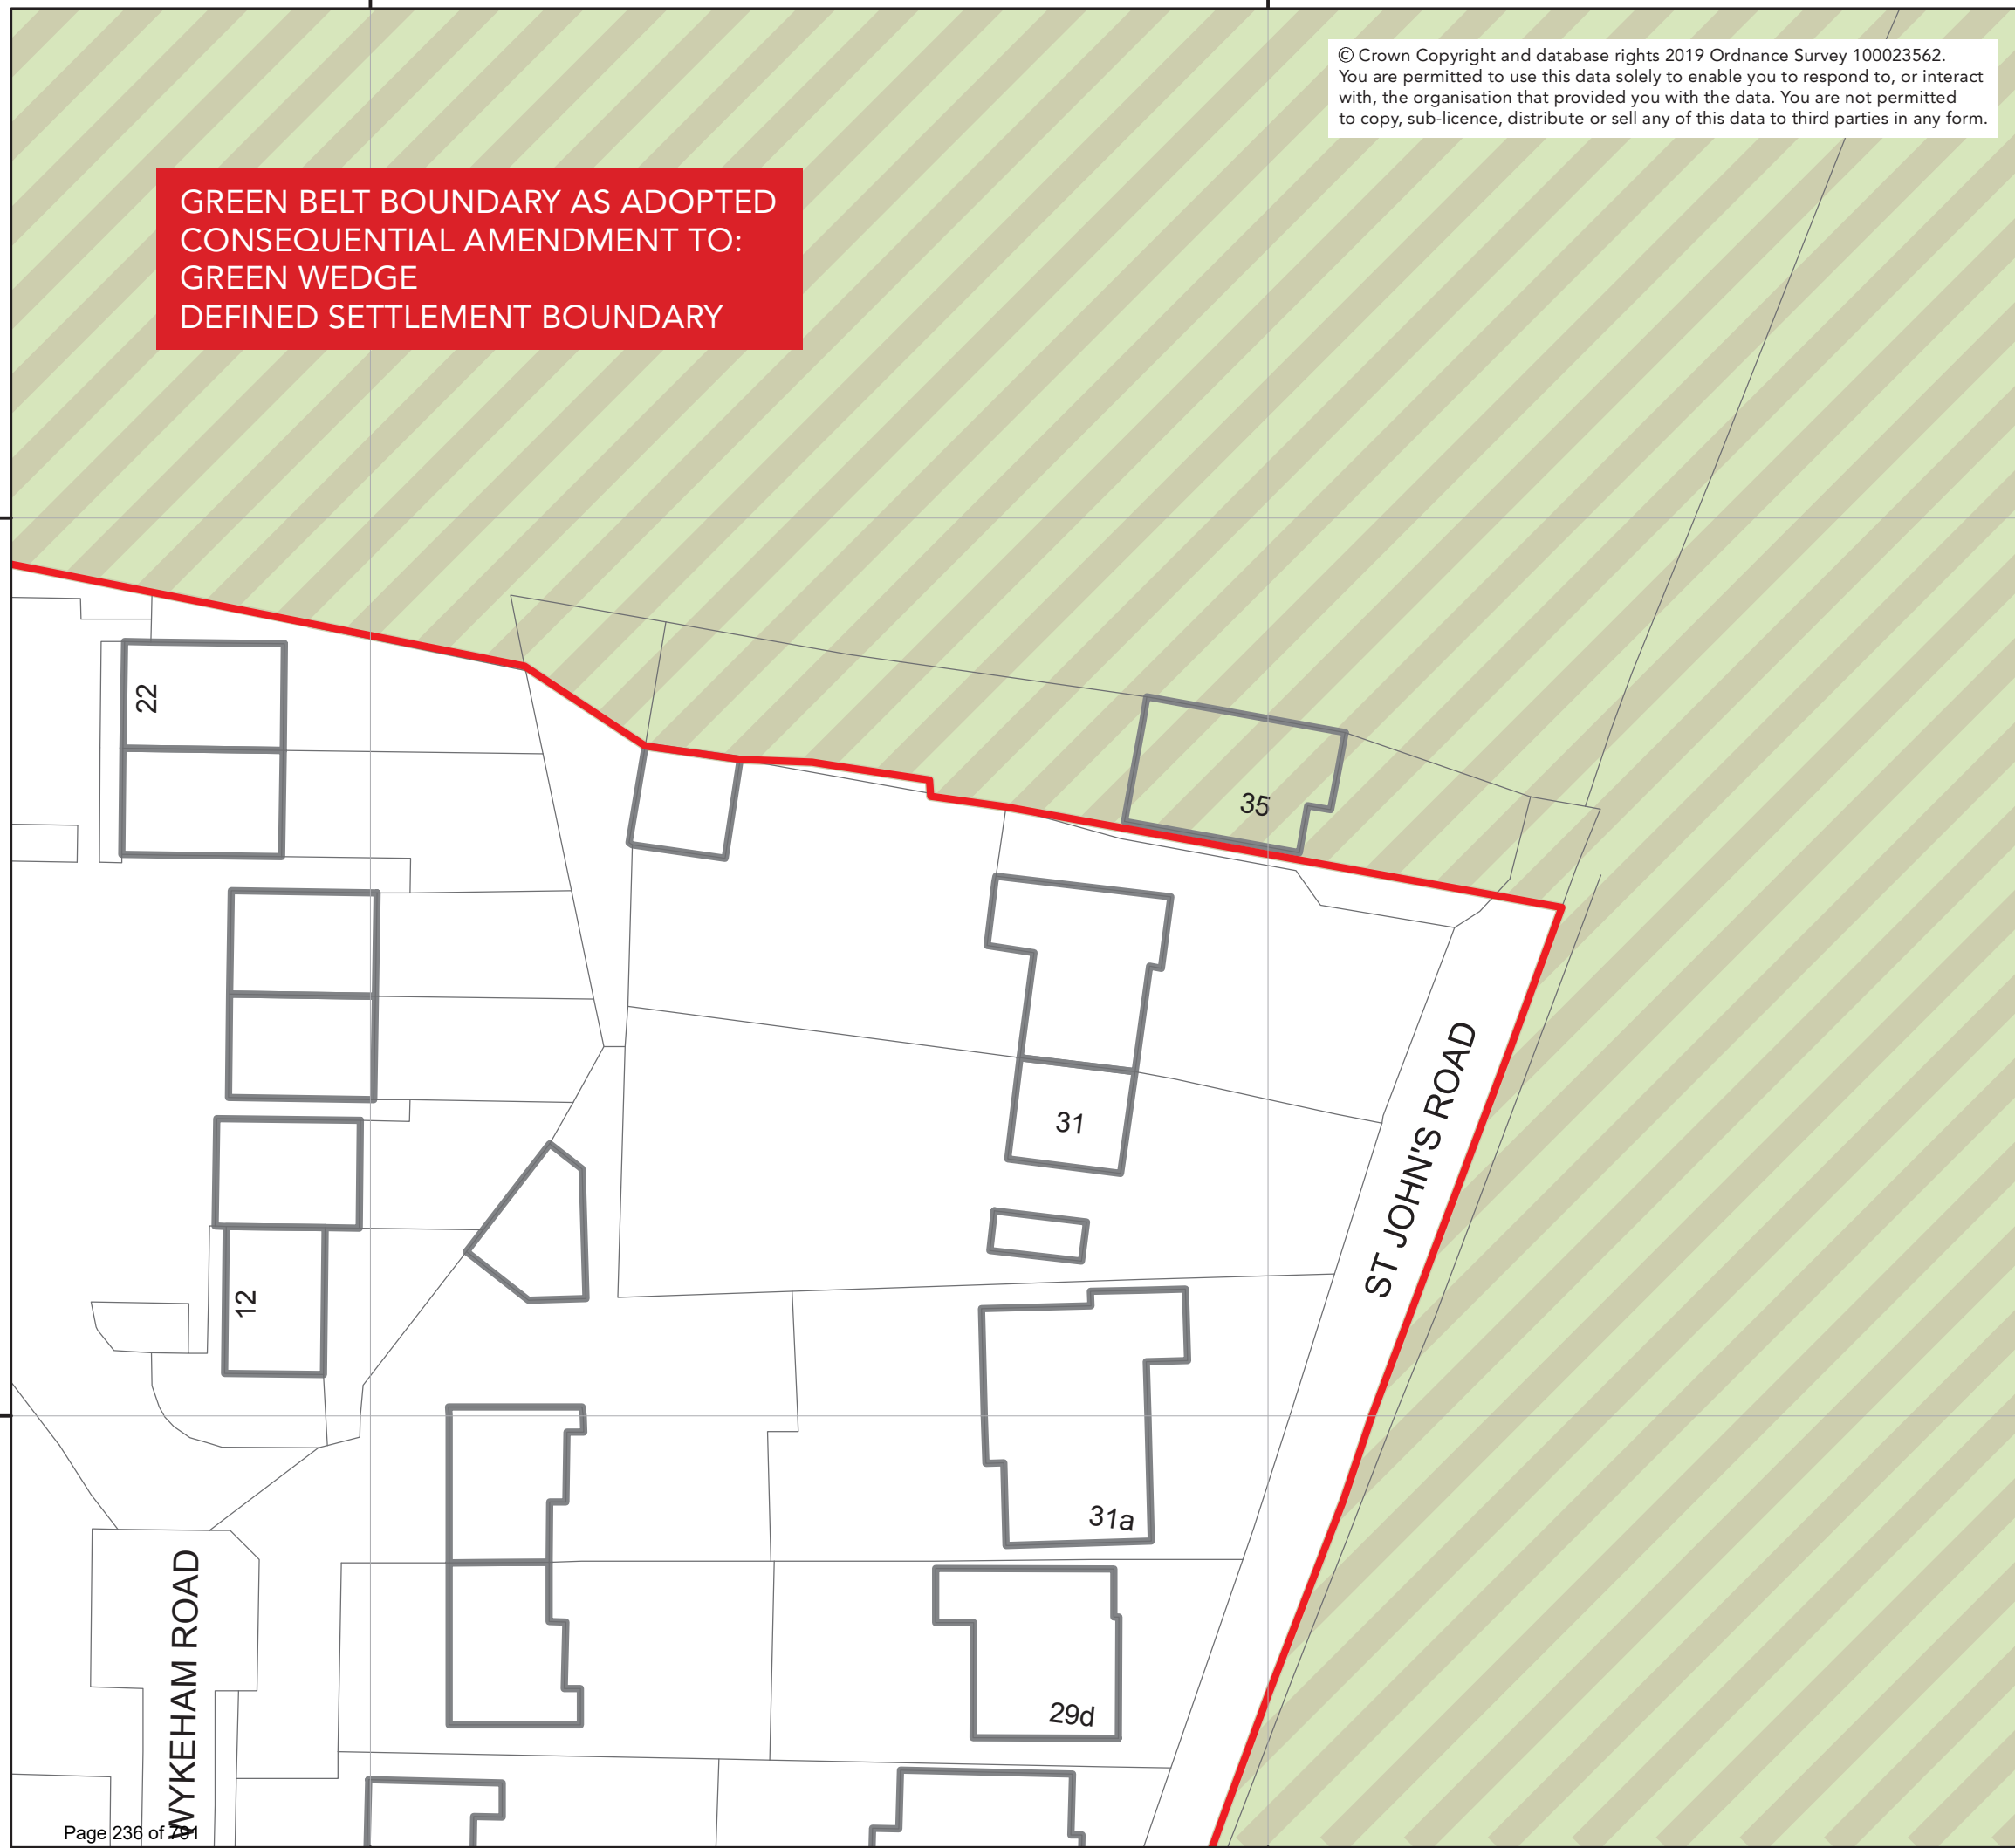 © Crown Copyright and database rights 2019 Ordnance Survey 100023562.
You are permitted to use this data solely to enable you to respond to, or interact
with, the organisation that provided you with the data. You are not permitted
to copy, sub-licence, distribute or sell any of this data to third parties in any form.
GREEN BELT BOUNDARY AS ADOPTED
CONSEQUENTIAL AMENDMENT TO:
GREEN WEDGE
DEFINED SETTLEMENT BOUNDARY
22
35
31
ST JOHN'S ROAD
12
31a
29d
WYKEHAM ROAD
Page 236 of 791